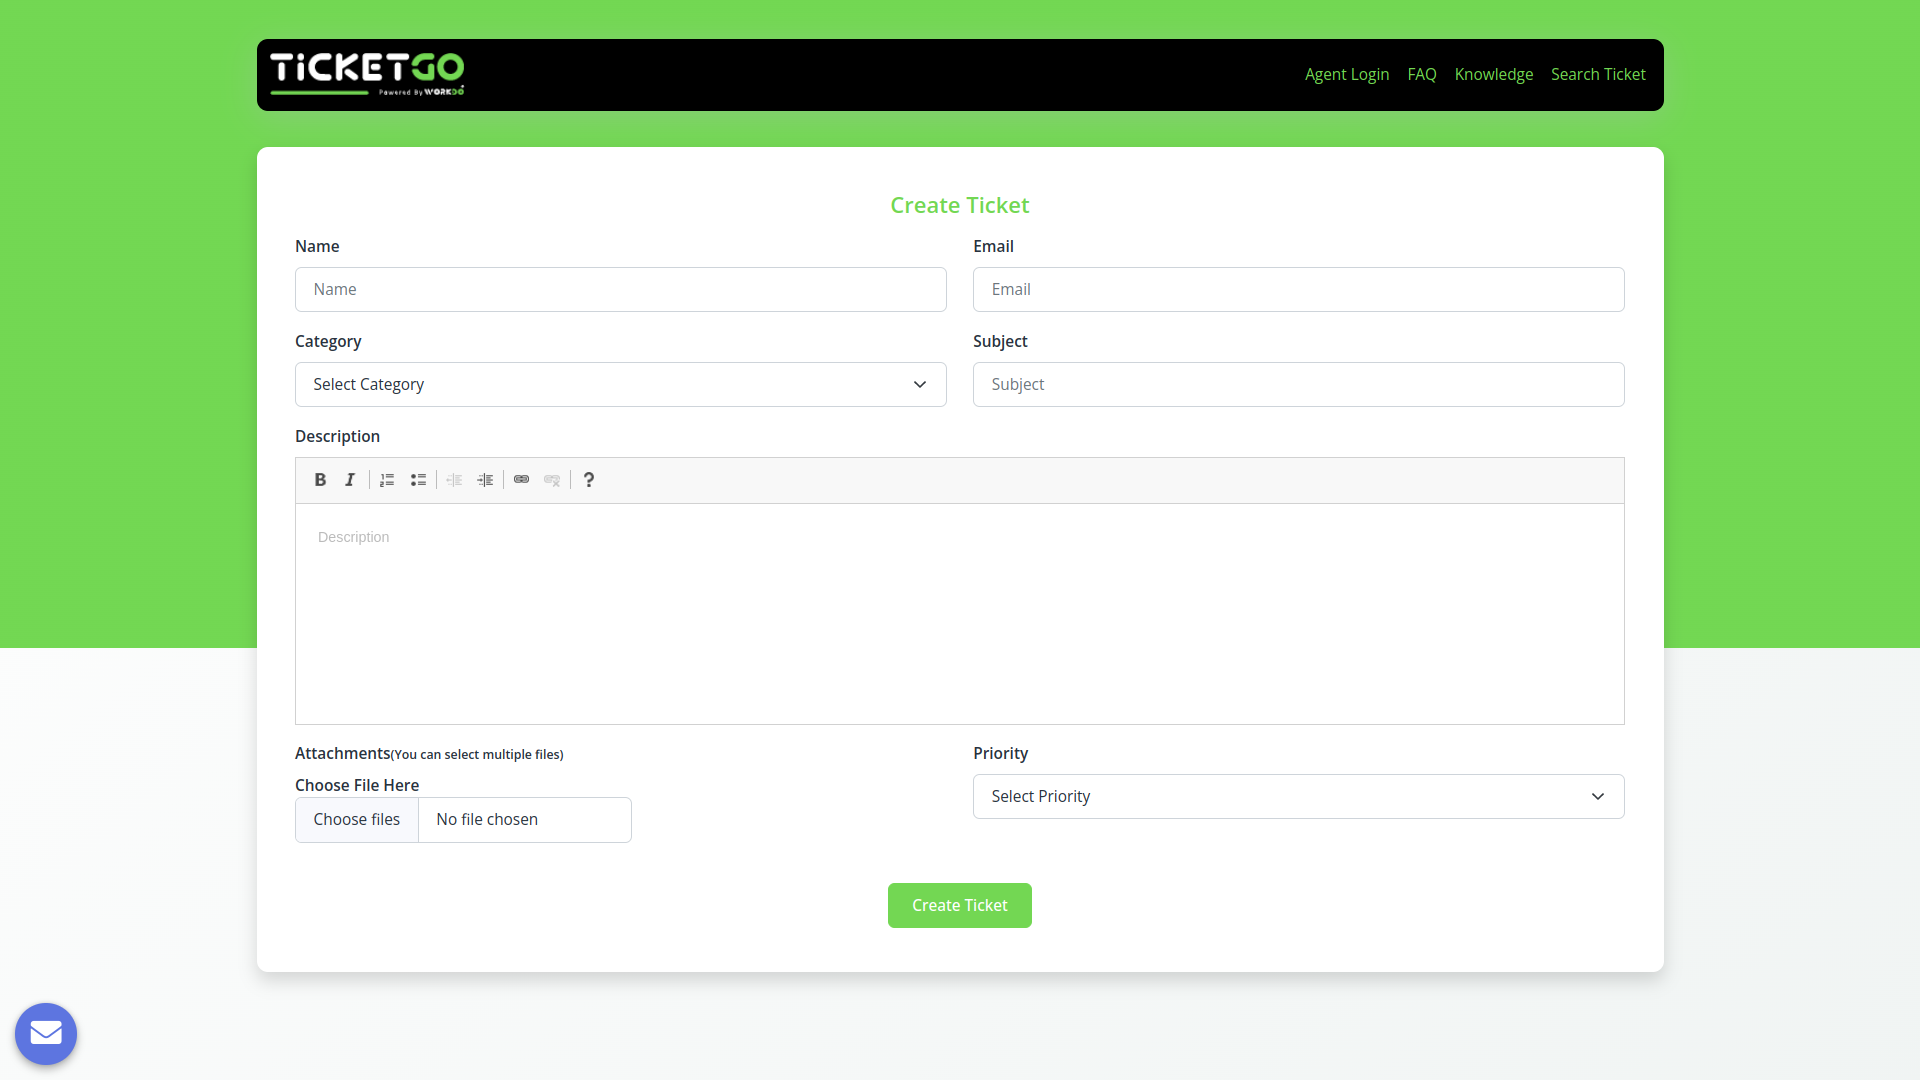 TiCKETGO
Powered By WORKDO
Agent Login FAQ Knowledge Search Ticket
Create Ticket
Name
Email
Name
Email
Category
Subject
Select Category
Subject
Description
B I ?
Description
Attachments(You can select multiple files)
Priority
Choose File Here
Select Priority
Choose files No file chosen
Create Ticket